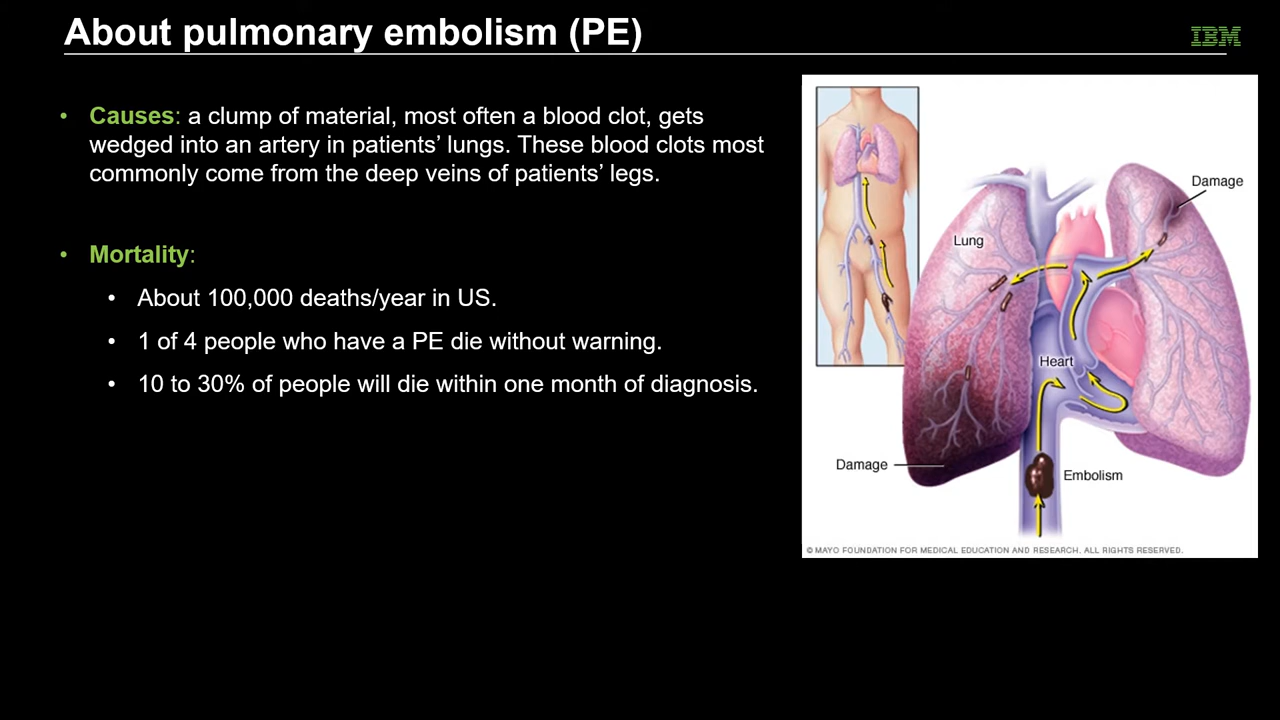 About pulmonary embolism (PE)
IBM
• Causes: a clump of material, most often a blood clot, gets
wedged into an artery in patients’ lungs. These blood clots most
commonly come from the deep veins of patients’ legs.
• Mortality:
• About 100,000 deaths/year in US.
• 1 of 4 people who have a PE die without warning.
• 10 to 30% of people will die within one month of diagnosis.
Damage
Lung
Heart
Damage
Embolism
© MAYO FOUNDATION FOR MEDICAL EDUCATION AND RESEARCH. ALL RIGHTS RESERVED.